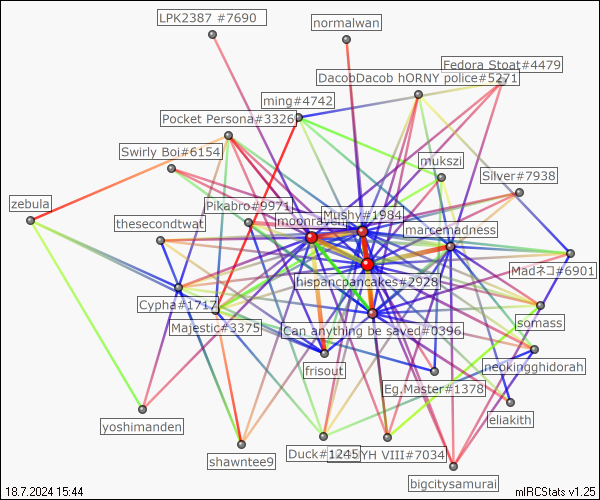 LPK2387 #7690
normalwan
Fedora Stoat#4479
DacobDacob hORNY police#5271
ming#4742
Pocket Persona#3326
Swirly Boi#6154
mukszi
Silver#7938
zebula
Pikabro#9971
Mushy#1984
thesecondtwat
moonraven
marcemadness
Madネコ#6901
hispancpancakes#2928
Cypha#1717
Majestic#3375
Can anything be saved#0396
somass
frisout
neokingghidorah
Eg.Master#1378
eliakith
yoshimanden
shawntee9
Duck#1245
YH VIII#7034
bigcitysamurai
18.7.2024 15:44
mIRCStats v1.25